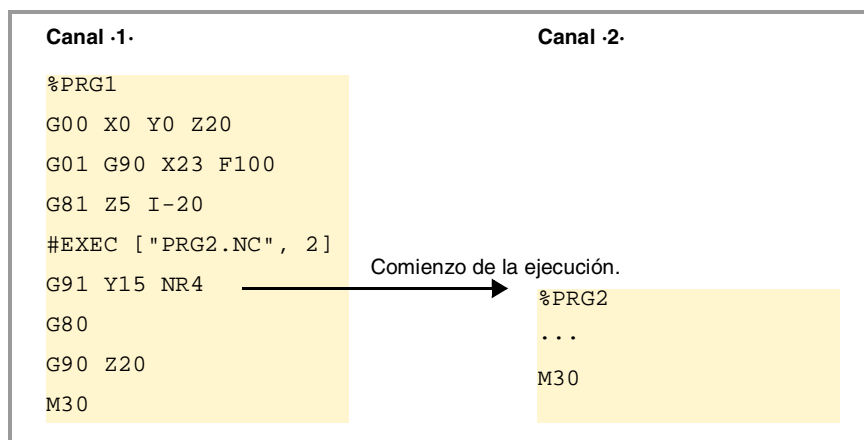 Canal ·1·
Canal ·2·
%PRG1
G00 X0 Y0 Z20
G01 G90 X23 F100
G81 Z5 I-20
#EXEC ["PRG2.NC", 2]
Comienzo de la ejecución.
G91 Y15 NR4
%PRG2
G80
...
G90 Z20
M30
M30